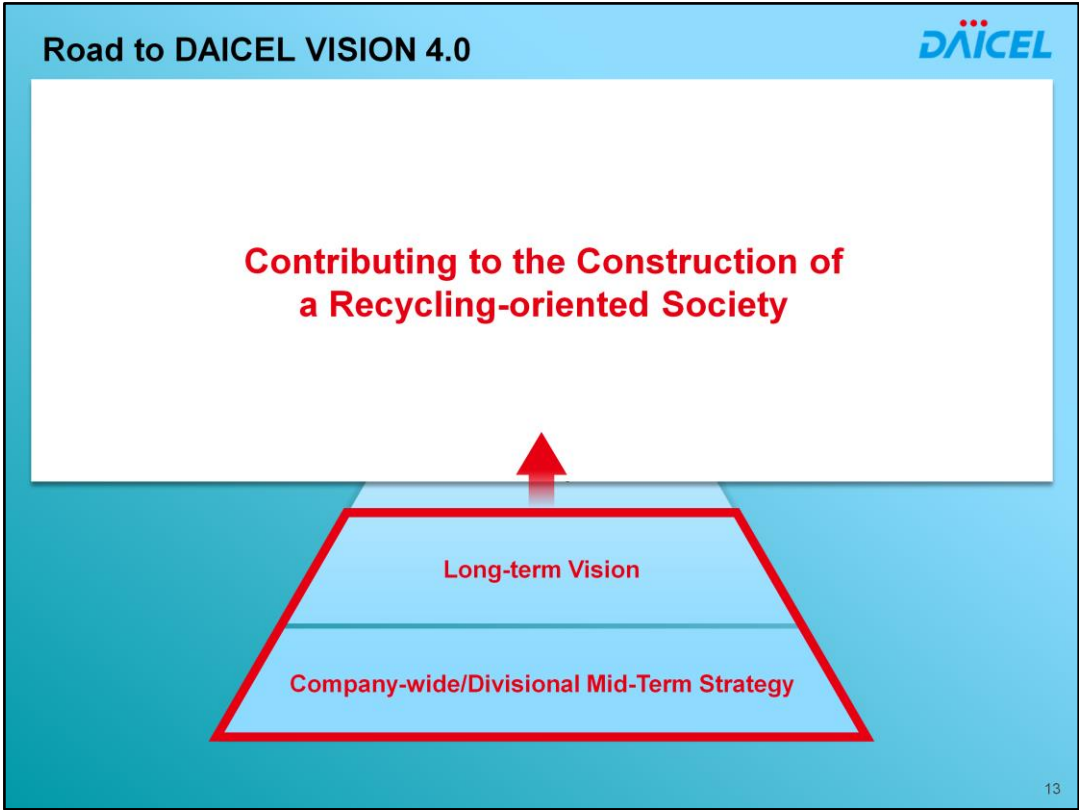 Road to DAICEL VISION 4.0
DAICEL
Contributing to the Construction of
a Recycling-oriented Society
Long-term Vision
Company-wide/Divisional Mid-Term Strategy
13